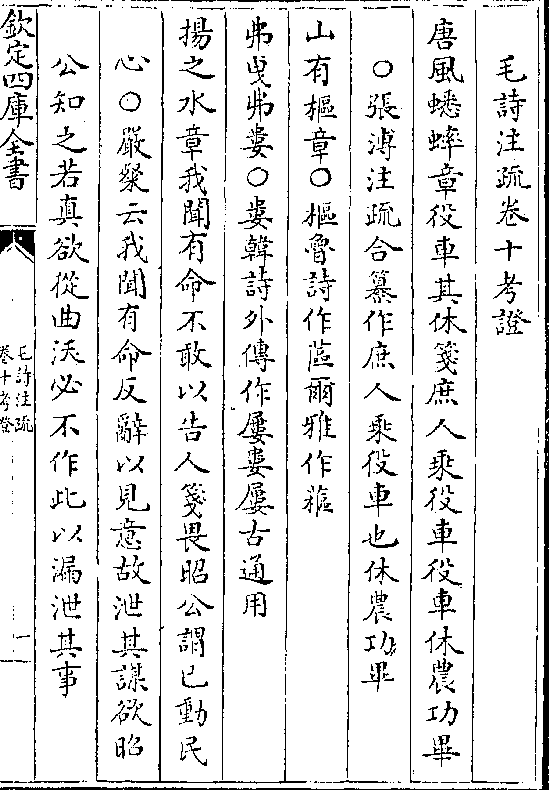 毛詩注疏卷十考證
唐風蟋蟀章役車其休箋庶人乘役車役車休農功畢
○張溥注疏合纂作庶人乘役車也休農功畢
山有樞章○樞魯詩作蓲爾雅作藲
弗曳弗婁○婁韓詩外傳作屢婁屢古通用
揚之水章我聞有命不敢以告人箋畏昭公謂已動民
心○嚴粲云我聞有命反辭以見意故泄其謀欲昭
公知之若真欲從曲沃必不作此以漏泄其事
欽定四庫全書
毛詩注疏
卷十考證
一